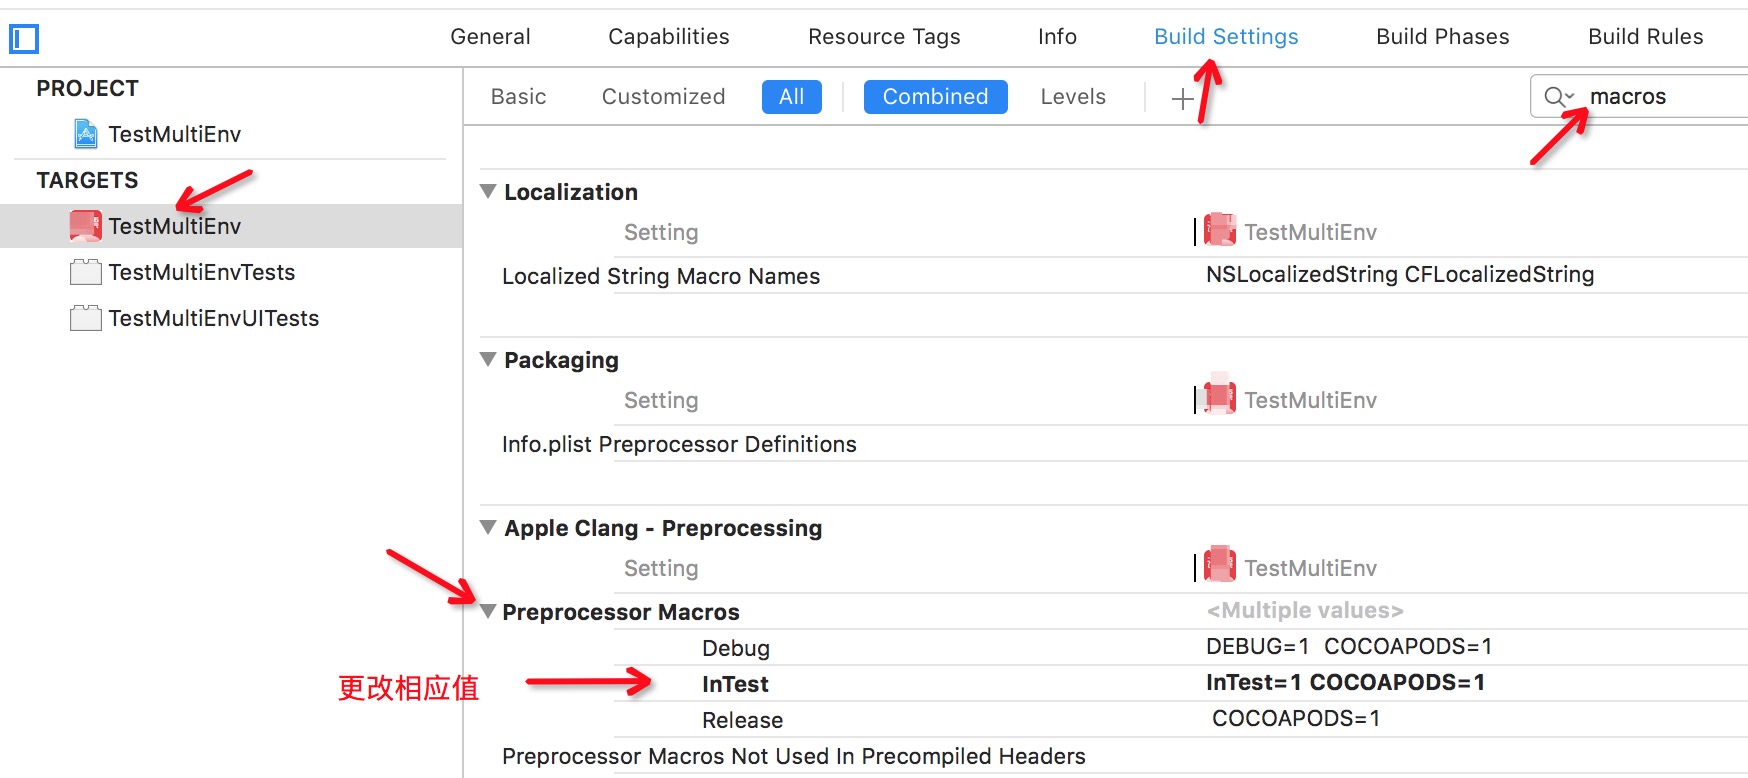 General Capabilities Resource Tags Info Build Settings Build Phases Build Rules
PROJECT
TestMultiEnv
TARGETS
TestMultiEnv
TestMultiEnvTests
TestMultiEnvUITests
Basic Customized All Combined Levels + macros
Localization
Setting TestMultiEnv
Localized String Macro Names NSLocalizedString CFLocalizedString
Packaging
Setting TestMultiEnv
Info.plist Preprocessor Definitions
Apple Clang - Preprocessing
Setting TestMultiEnv
Preprocessor Macros <Multiple values>
Debug DEBUG=1 COCOAPODS=1
更改相应值 InTest InTest=1 COCOAPODS=1
Release COCOAPODS=1
Preprocessor Macros Not Used In Precompiled Headers